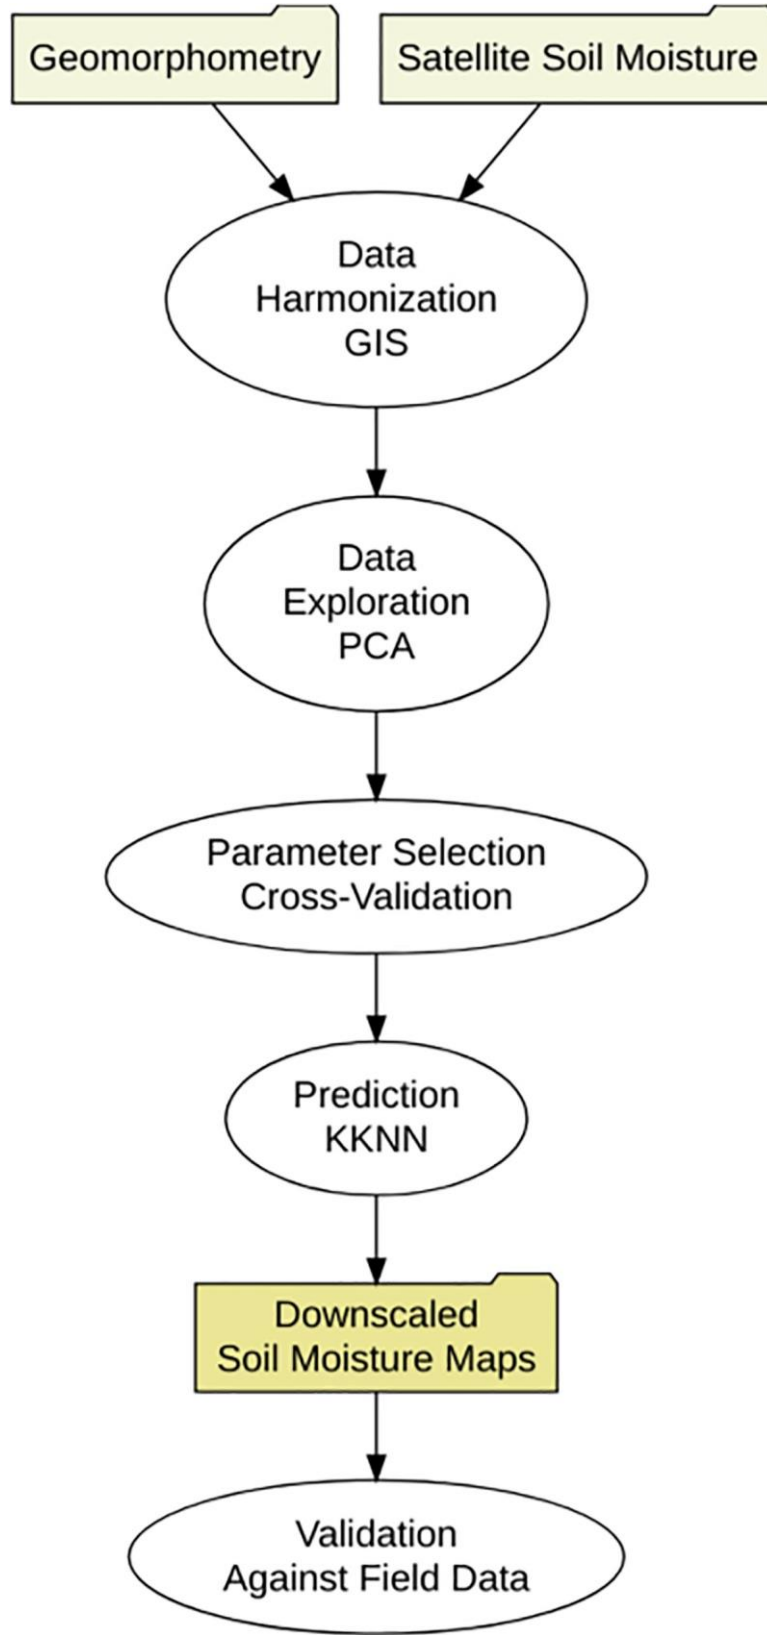 Geomorphometry
Satellite Soil Moisture
Data
Harmonization
GIS
Data
Exploration
PCA
Parameter Selection
Cross-Validation
Prediction
KKNN
Downscaled
Soil Moisture Maps
Validation
Against Field Data